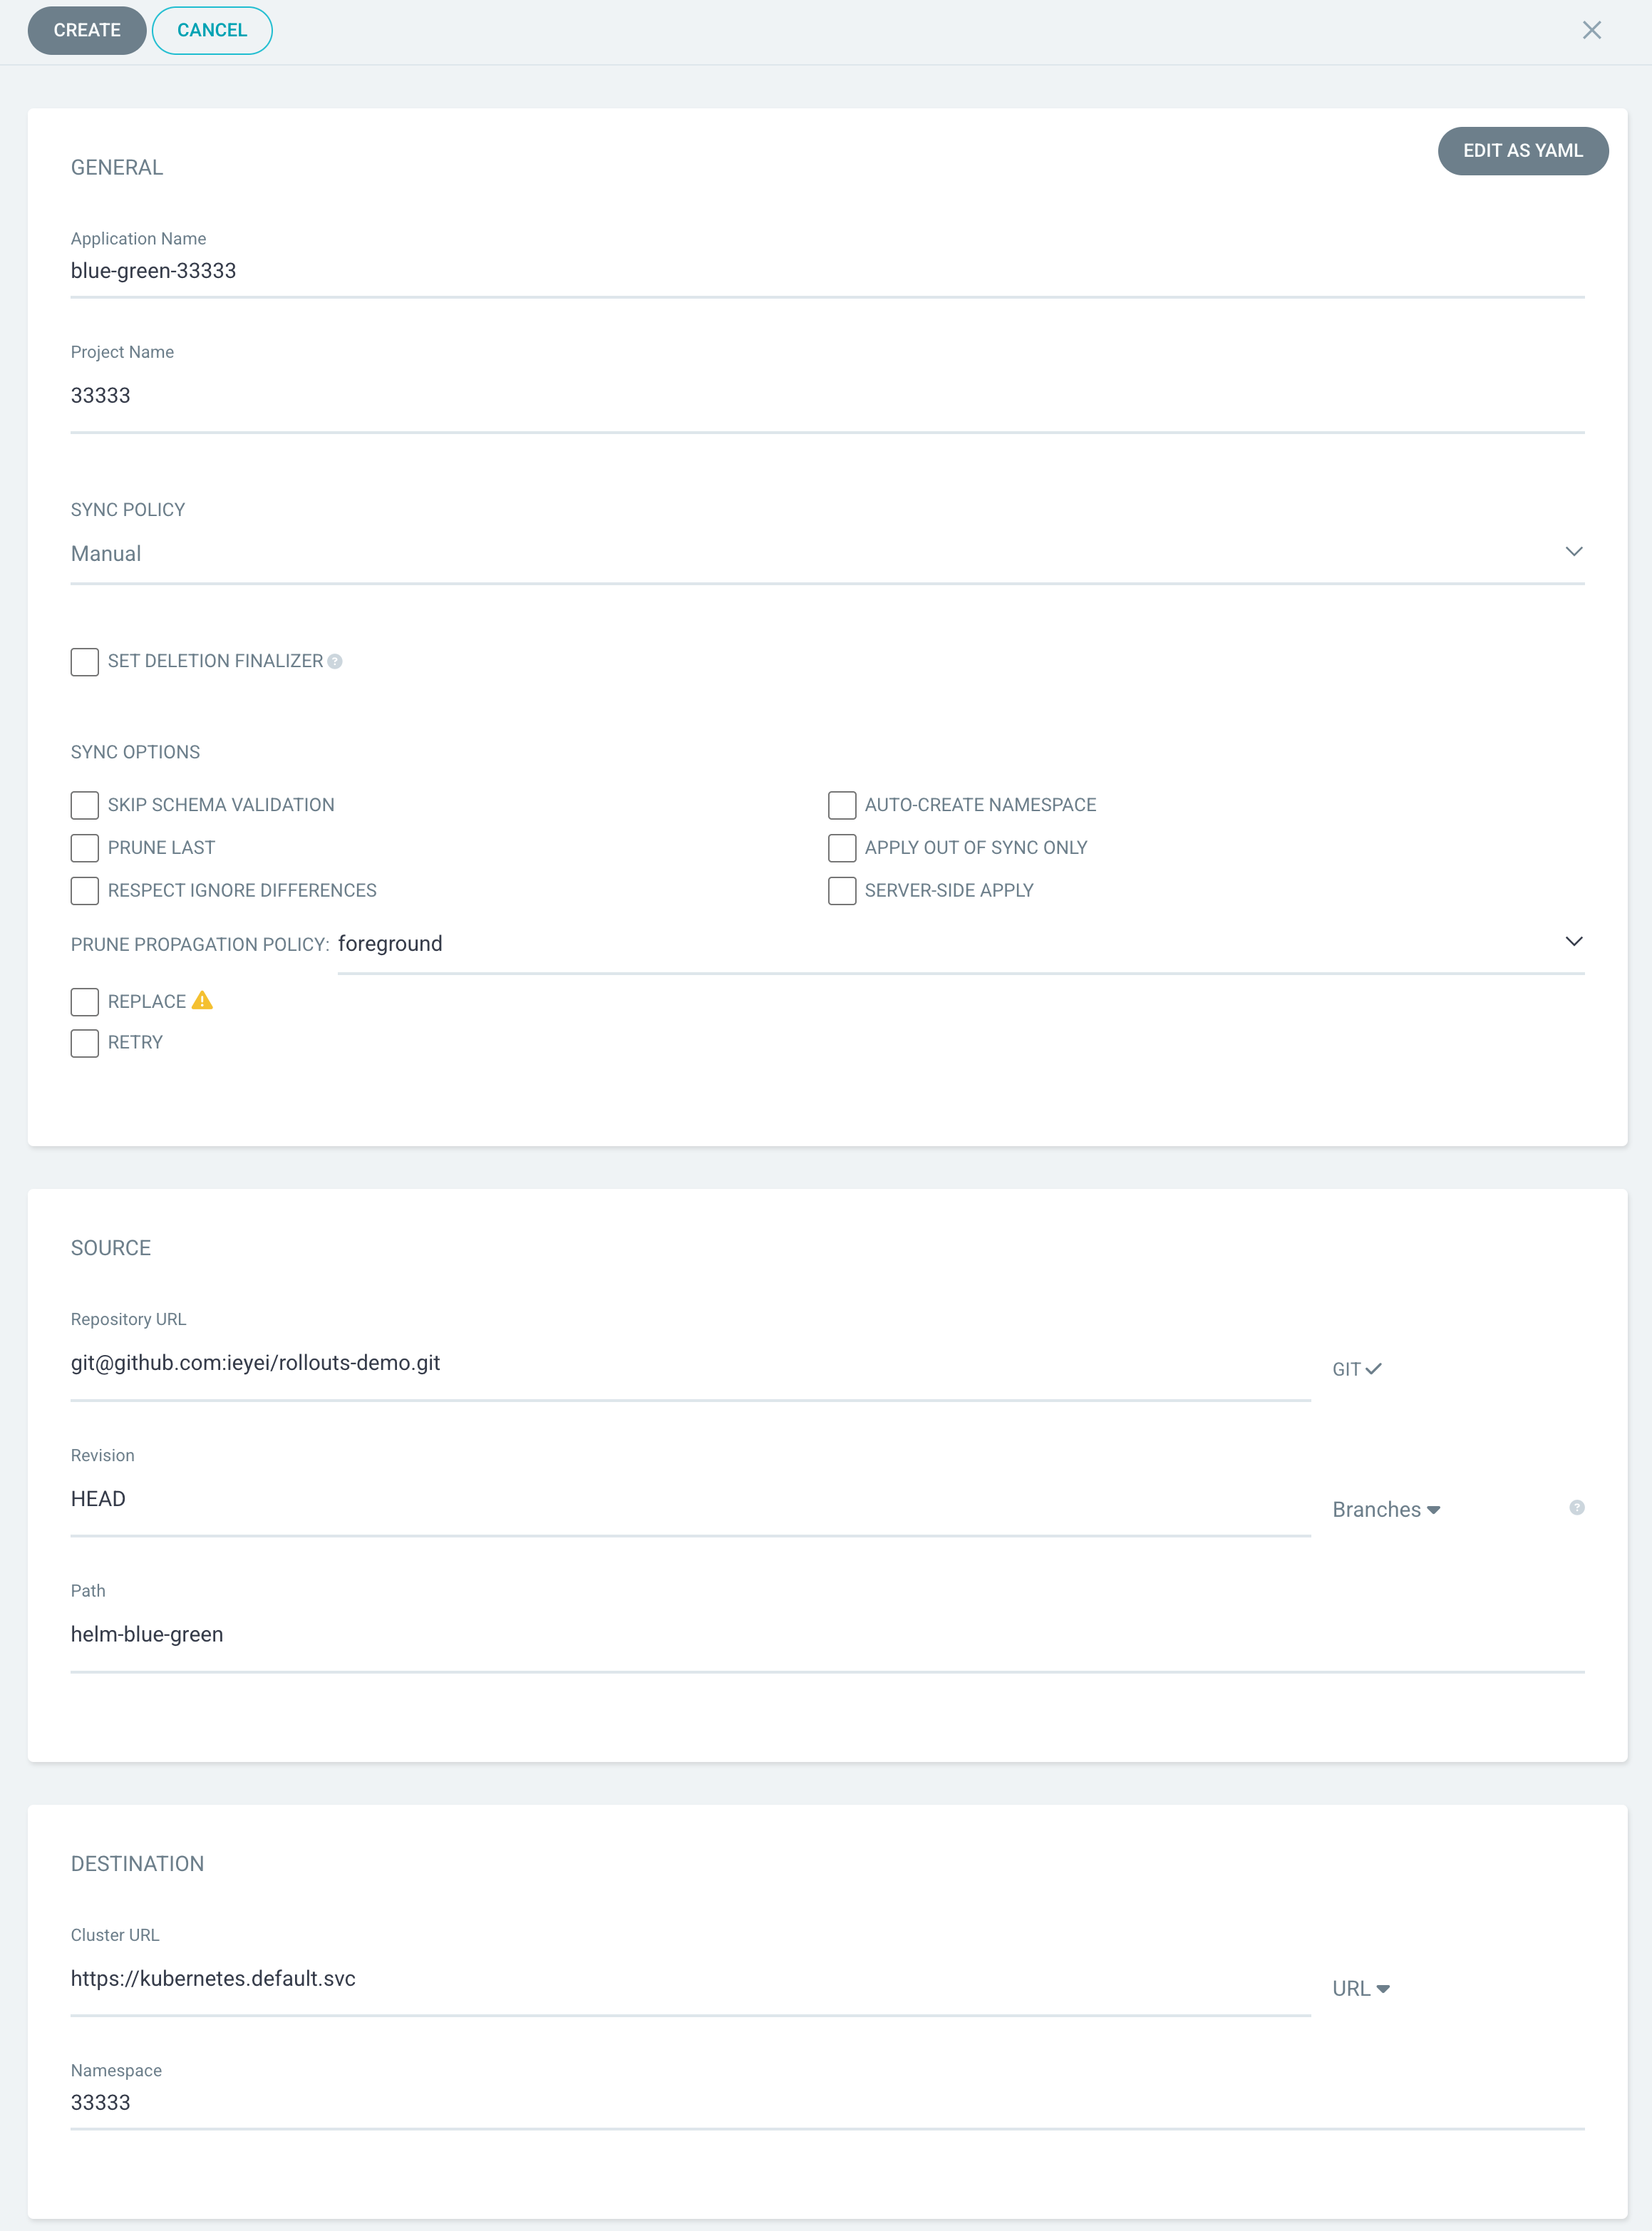 CREATE CANCEL
GENERAL
EDIT AS YAML
Application Name
blue-green-33333
Project Name
33333
SYNC POLICY
Manual
SET DELETION FINALIZER ?
SYNC OPTIONS
SKIP SCHEMA VALIDATION AUTO-CREATE NAMESPACE
PRUNE LAST APPLY OUT OF SYNC ONLY
RESPECT IGNORE DIFFERENCES SERVER-SIDE APPLY
PRUNE PROPAGATION POLICY: foreground
REPLACE
RETRY
SOURCE
Repository URL
git@github.com:ieyei/rollouts-demo.git
GIT
Revision
HEAD
Branches ?
Path
helm-blue-green
DESTINATION
Cluster URL
https://kubernetes.default.svc
URL
Namespace
33333